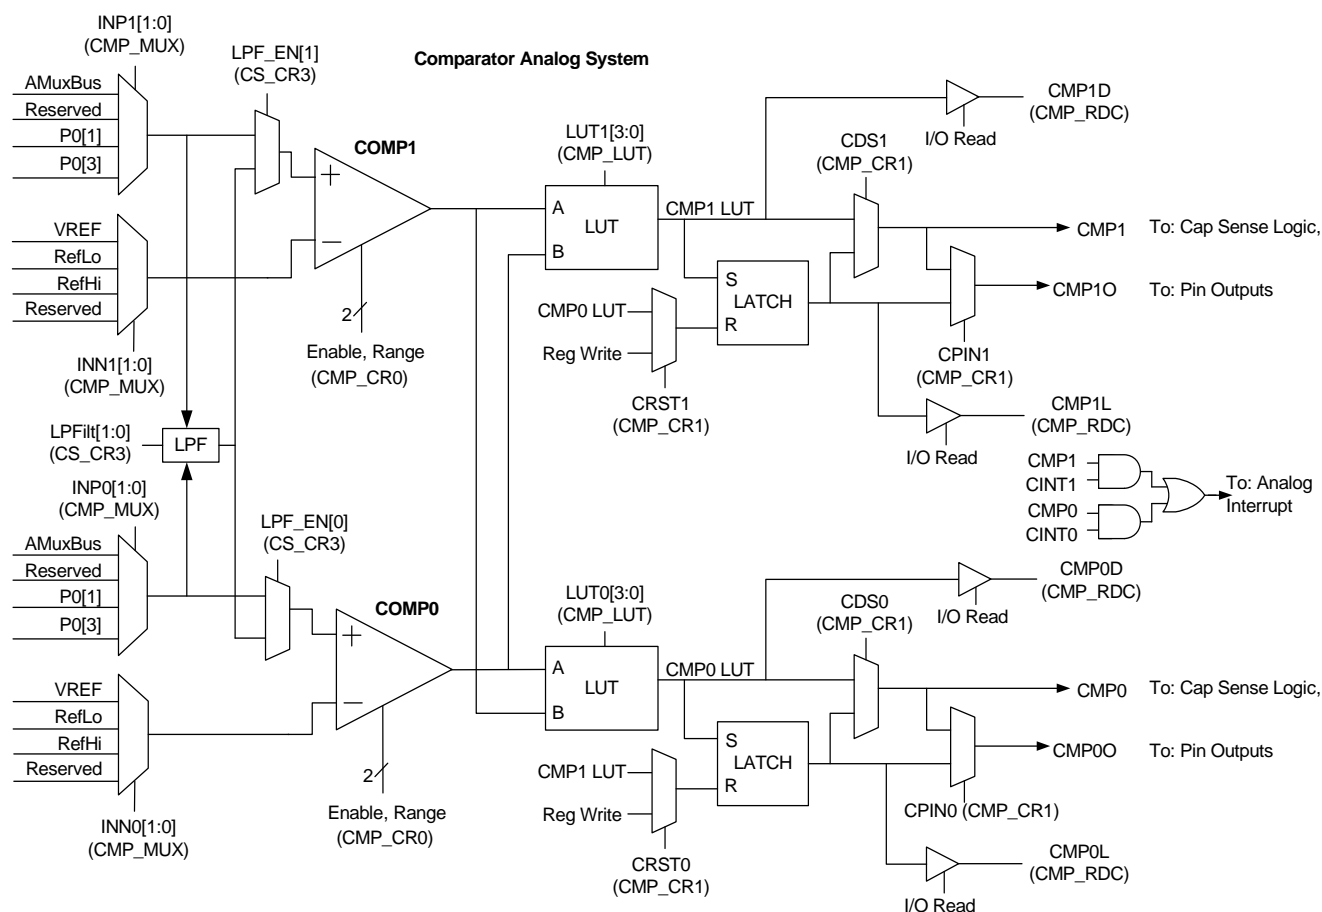 Comparator Analog System
INP1[1:0]
(CMP_MUX)
LPF_EN[1]
(CS_CR3)
AMuxBus
Reserved
P0[1]
P0[3]
COMP1
+
−
VREF
RefLo
RefHi
Reserved
INN1[1:0]
(CMP_MUX)
2
Enable, Range
(CMP_CR0)
LUT1[3:0]
(CMP_LUT)
A
B
LUT
CMP1 LUT
CMP1D
(CMP_RDC)
I/O Read
CDS1
(CMP_CR1)
CMP1
To: Cap Sense Logic,
CMP1O
To: Pin Outputs
S
LATCH
R
CMP0 LUT
Reg Write
CRST1
(CMP_CR1)
CPIN1
(CMP_CR1)
CMP1L
(CMP_RDC)
I/O Read
LPFilt[1:0]
(CS_CR3)
LPF
CMP1
CINT1
CMP0
CINT0
To: Analog
Interrupt
INP0[1:0]
(CMP_MUX)
LPF_EN[0]
(CS_CR3)
AMuxBus
Reserved
P0[1]
P0[3]
COMP0
+
−
VREF
RefLo
RefHi
Reserved
INN0[1:0]
(CMP_MUX)
2
Enable, Range
(CMP_CR0)
LUT0[3:0]
(CMP_LUT)
A
B
LUT
CMP0 LUT
CMP0D
(CMP_RDC)
I/O Read
CDS0
(CMP_CR1)
CMP0
To: Cap Sense Logic,
CMP0O
To: Pin Outputs
S
LATCH
R
CMP1 LUT
Reg Write
CRST0
(CMP_CR1)
CPIN0 (CMP_CR1)
CMP0L
(CMP_RDC)
I/O Read